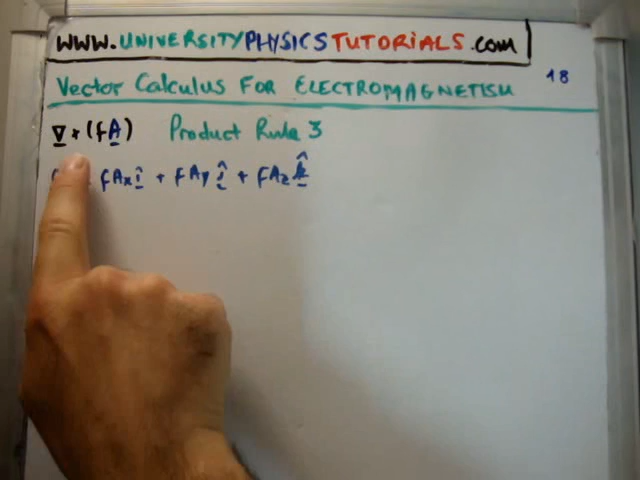 WWW.UNIVERSITYPHYSICSTUTORIALS.COM
Vector Calculus For ELECTROMAGNETISM 18
∇ × (fA) Product Rule 3
fAx î + fAy ĵ + fAz k̂